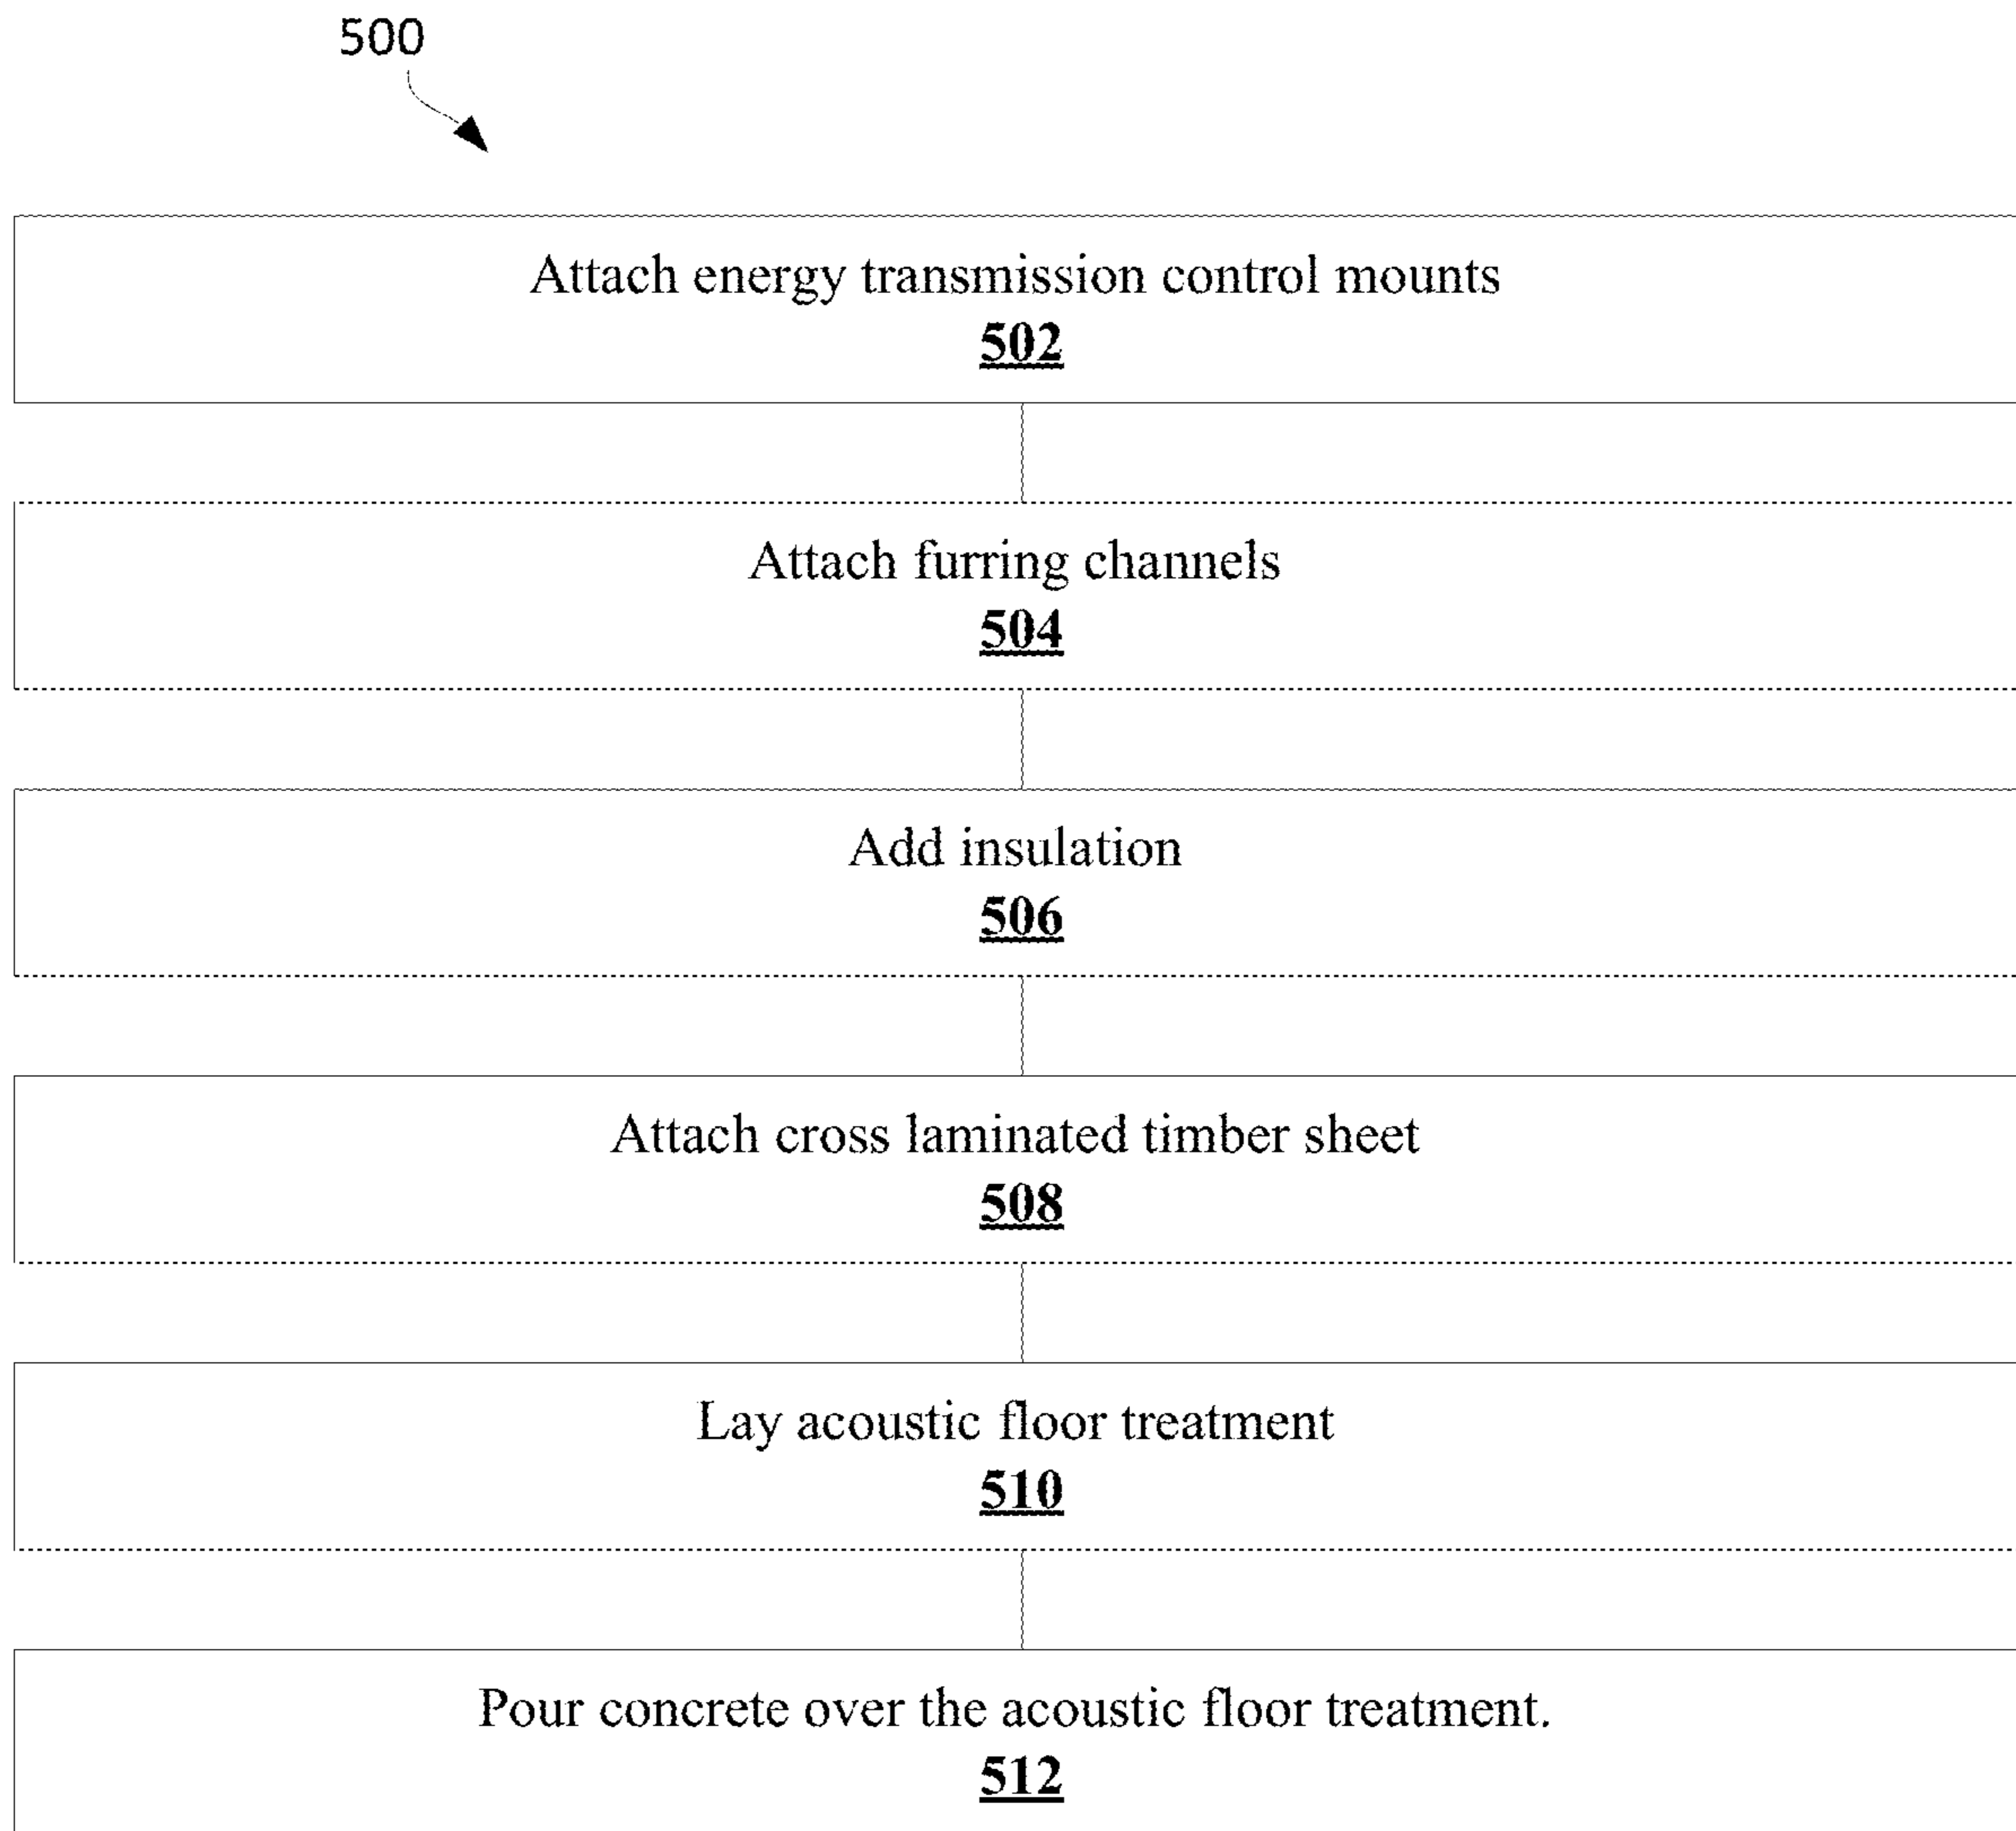 500
Attach energy transmission control mounts
502
Attach furring channels
504
Add insulation
506
Attach cross laminated timber sheet
508
Lay acoustic floor treatment
510
Pour concrete over the acoustic floor treatment.
512